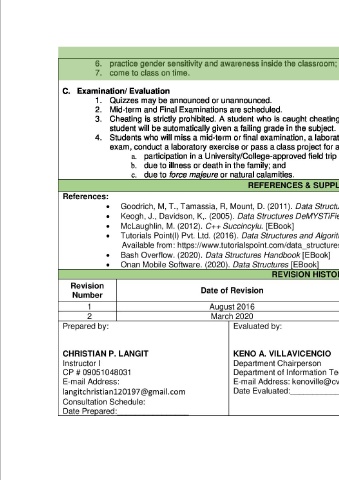 6. practice gender sensitivity and awareness inside the classroom;
7. come to class on time.
C. Examination/ Evaluation
1. Quizzes may be announced or unannounced.
2. Mid-term and Final Examinations are scheduled.
3. Cheating is strictly prohibited. A student who is caught cheating
student will be automatically given a failing grade in the subject.
4. Students who will miss a mid-term or final examination, a laborat
exam, conduct a laboratory exercise or pass a class project for a
a. participation in a University/College-approved field trip
b. due to illness or death in the family; and
c. due to force majeure or natural calamities.
REFERENCES & SUPPL
References:
• Goodrich, M, T., Tamassia, R, Mount, D. (2011). Data Structu
• Keogh, J., Davidson, K,. (2005). Data Structures DeMYSTiFie
• McLaughlin, M. (2012). C++ Succinctly. [EBook]
• Tutorials Point(I) Pvt. Ltd. (2016). Data Structures and Algorit
Available from: https://www.tutorialspoint.com/data_structures
• Bash Overflow. (2020). Data Structures Handbook [EBook]
• Onan Mobile Software. (2020). Data Structures [EBook]
REVISION HISTOR
Revision Number Date of Revision
1 August 2016
2 March 2020
Prepared by: Evaluated by:
CHRISTIAN P. LANGIT KENO A. VILLAVICENCIO
Instructor I Department Chairperson
CP # 09051048031 Department of Information Te
E-mail Address: E-mail Address: kenoville@cv
langitchristian120197@gmail.com Date Evaluated:
Consultation Schedule:
Date Prepared: